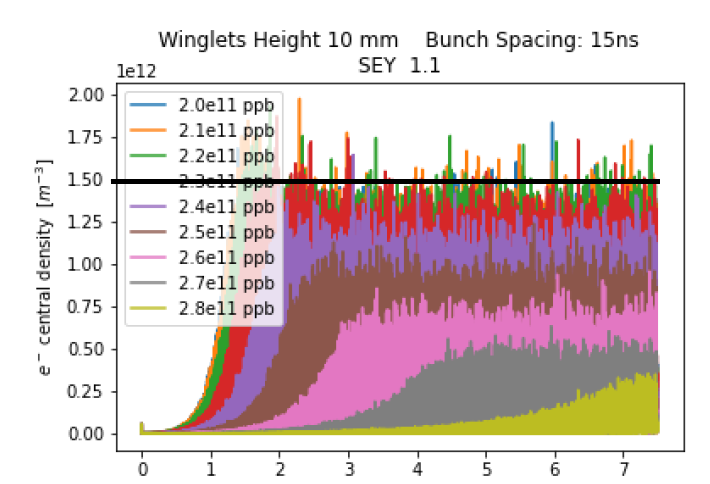 Winglets Height 10 mm Bunch Spacing: 15ns
SEY 1.1
1e12
2.00
1.75
1.50
1.25
1.00
0.75
0.50
0.25
0.00
e⁻ central density [m⁻³]
2.0e11 ppb
2.1e11 ppb
2.2e11 ppb
2.3e11 ppb
2.4e11 ppb
2.5e11 ppb
2.6e11 ppb
2.7e11 ppb
2.8e11 ppb
0 1 2 3 4 5 6 7